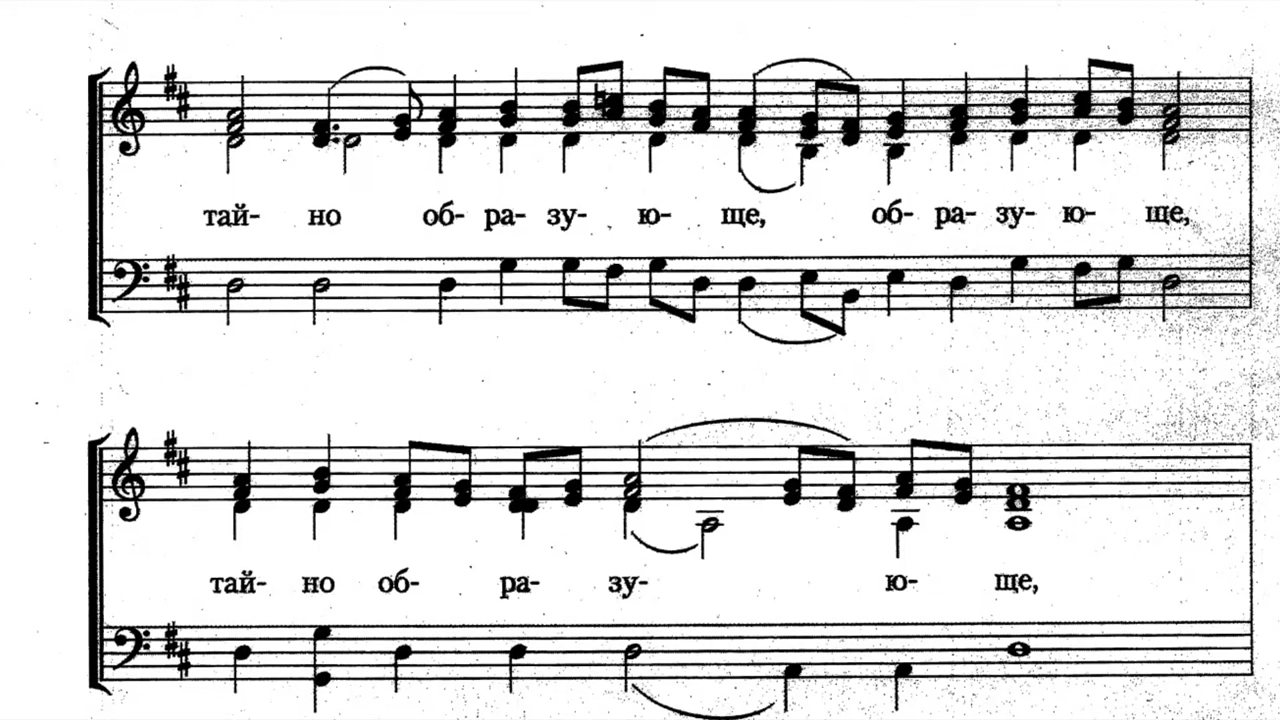 тай- но об- ра- зу- ю- ще, об- ра- зу- ю- ще,
тай- но об- ра- зу- ю- ще,